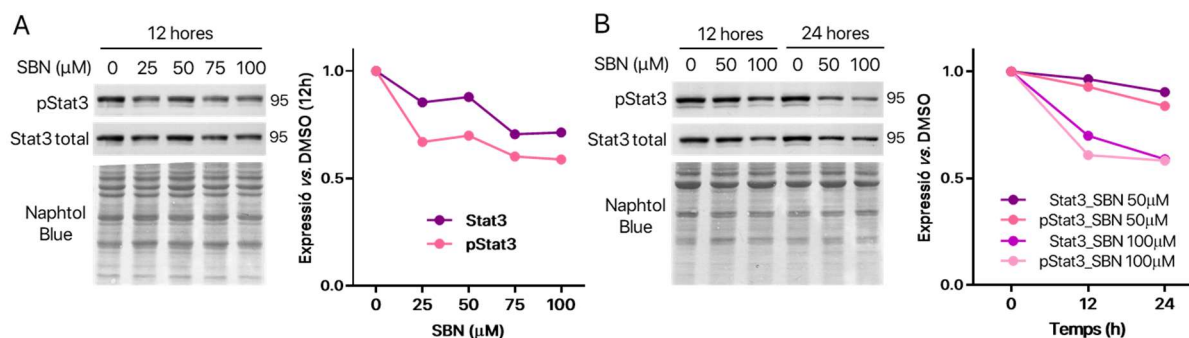 A
12 hores
SBN (µM) 0 25 50 75 100
pStat3 95
Stat3 total 95
Naphtol
Blue
Expressió vs. DMSO (12h)
1.0
0.5
0.0
Stat3
pStat3
0 25 50 75 100
SBN (µM)
B
12 hores 24 hores
SBN (µM) 0 50 100 0 50 100
pStat3 95
Stat3 total 95
Naphtol
Blue
Expressió vs. DMSO
1.0
0.5
0.0
Stat3_SBN 50µM
pStat3_SBN 50µM
Stat3_SBN 100µM
pStat3_SBN 100µM
0 12 24
Temps (h)